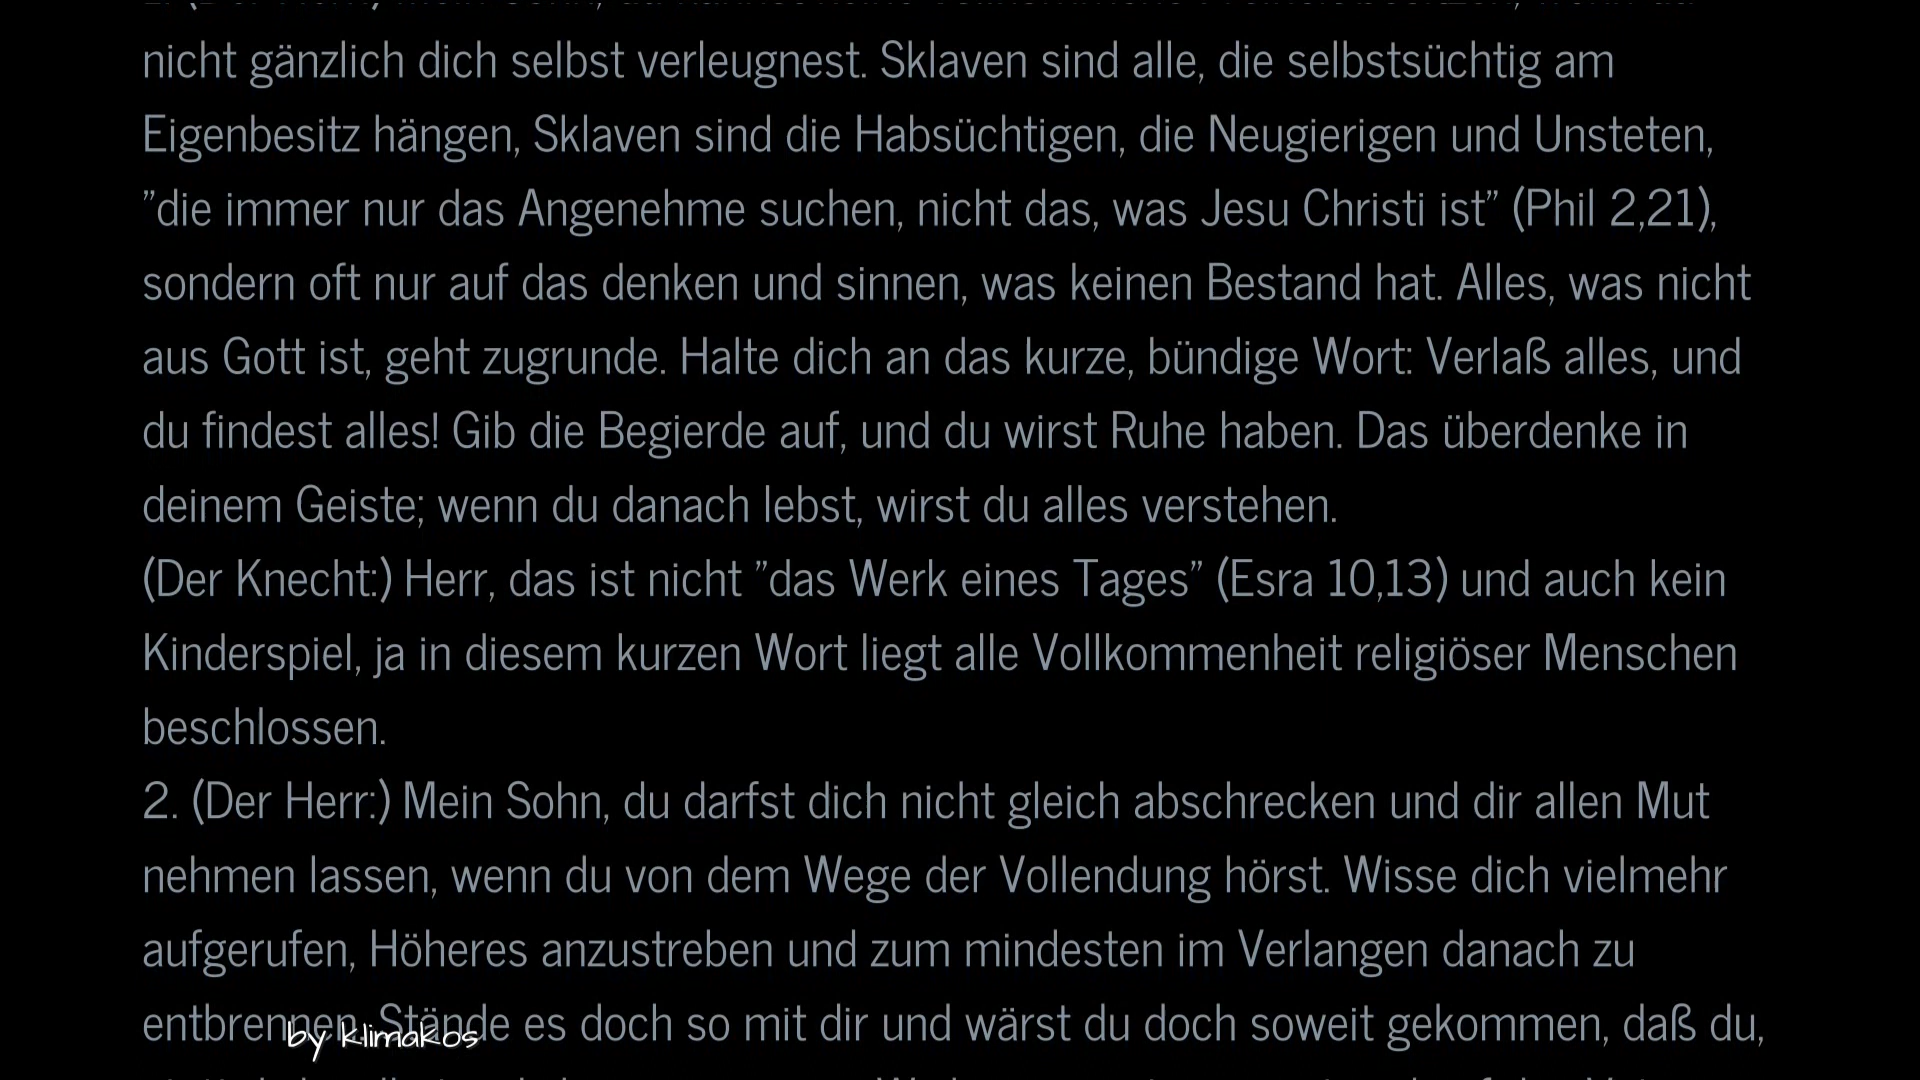 nicht gänzlich dich selbst verleugnest. Sklaven sind alle, die selbstsüchtig am
Eigenbesitz hängen, Sklaven sind die Habsüchtigen, die Neugierigen und Unsteten,
”die immer nur das Angenehme suchen, nicht das, was Jesu Christi ist” (Phil 2,21),
sondern oft nur auf das denken und sinnen, was keinen Bestand hat. Alles, was nicht
aus Gott ist, geht zugrunde. Halte dich an das kurze, bündige Wort: Verlaß alles, und
du findest alles! Gib die Begierde auf, und du wirst Ruhe haben. Das überdenke in
deinem Geiste; wenn du danach lebst, wirst du alles verstehen.
(Der Knecht:) Herr, das ist nicht ”das Werk eines Tages” (Esra 10,13) und auch kein
Kinderspiel, ja in diesem kurzen Wort liegt alle Vollkommenheit religiöser Menschen
beschlossen.
2. (Der Herr:) Mein Sohn, du darfst dich nicht gleich abschrecken und dir allen Mut
nehmen lassen, wenn du von dem Wege der Vollendung hörst. Wisse dich vielmehr
aufgerufen, Höheres anzustreben und zum mindesten im Verlangen danach zu
entbrennen. Stände es doch so mit dir und wärst du doch soweit gekommen, daß du,
by klimakos